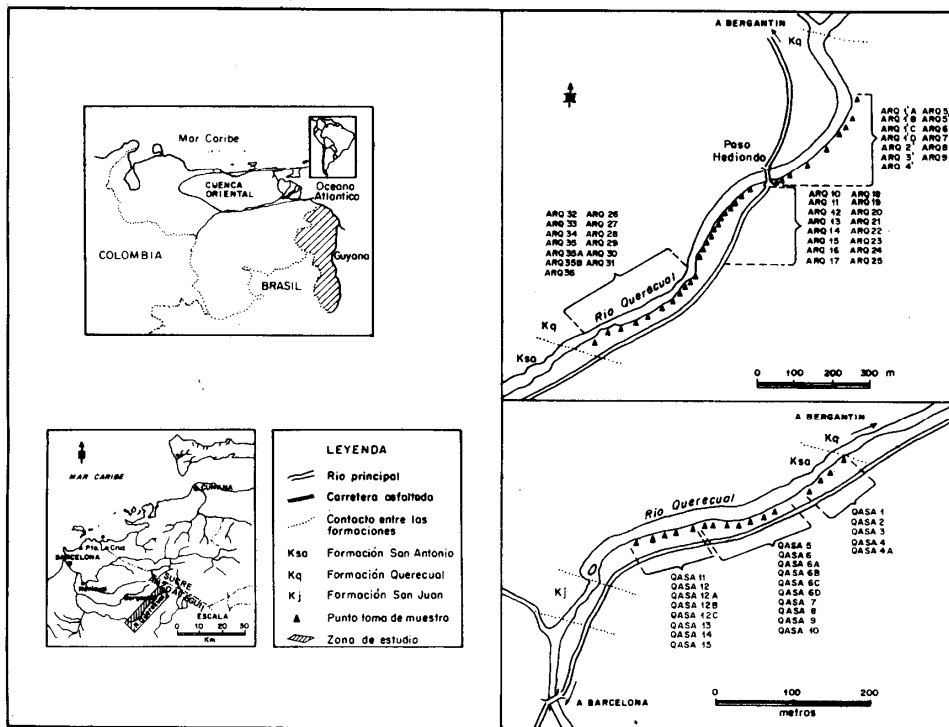 Mar Caribe
CUENCA
ORIENTAL
Oceano
Atlantico
COLOMBIA
Guyana
BRASIL
MAR CARIBE
CUMANA
Pto. La Cruz
BARCELONA
SUCRE
ANZOATEGUI
ESCALA
0 10 20 30
Km
LEYENDA
Rio principal
Carretera asfaltada
Contacto entre las
formaciones
Ksa Formación San Antonio
Kq Formación Querecual
Kj Formación San Juan
Punto toma de muestra
Zona de estudio
A BERGANTIN
Kq
Paso
Hediondo
ARQ 1'A ARQ 5
ARQ 1'B ARQ 5'
ARQ 1'C ARQ 6
ARQ 1'D ARQ 7
ARQ 2' ARQ 8
ARQ 3' ARQ 9
ARQ 4'
ARQ 10 ARQ 18
ARQ 11 ARQ 19
ARQ 12 ARQ 20
ARQ 13 ARQ 21
ARQ 14 ARQ 22
ARQ 15 ARQ 23
ARQ 16 ARQ 24
ARQ 17 ARQ 25
ARQ 32 ARQ 26
ARQ 33 ARQ 27
ARQ 34 ARQ 28
ARQ 35 ARQ 29
ARQ 35A ARQ 30
ARQ 35B ARQ 31
ARQ 36
Rio Querecual
Kq
Ksa
0 100 200 300 m
A BERGANTIN
Kq
Ksa
Rio Querecual
QASA 1
QASA 2
QASA 3
QASA 4
QASA 4A
QASA 5
QASA 6
QASA 6A
QASA 6B
QASA 6C
QASA 6D
QASA 7
QASA 8
QASA 9
QASA 10
QASA 11
QASA 12
QASA 12A
QASA 12B
QASA 12C
QASA 13
QASA 14
QASA 15
Kj
A BARCELONA
0 100 200
metros